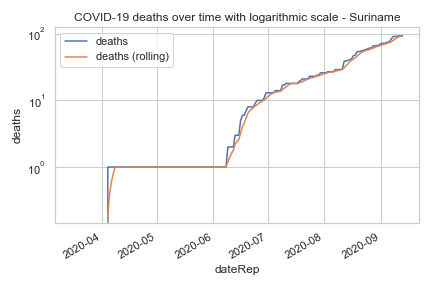 COVID-19 deaths over time with logarithmic scale - Suriname
deaths
deaths (rolling)
10²
10¹
10⁰
deaths
2020-04
2020-05
2020-06
2020-07
2020-08
2020-09
dateRep